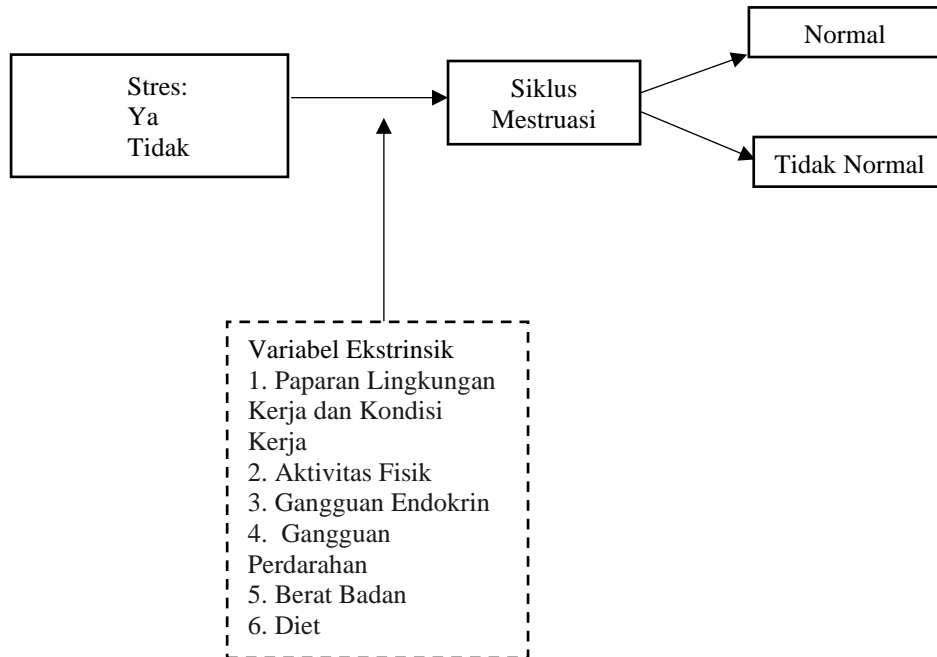 Stres:
Ya
Tidak
Siklus
Mestruasi
Normal
Tidak Normal
Variabel Ekstrinsik
1. Paparan Lingkungan
Kerja dan Kondisi
Kerja
2. Aktivitas Fisik
3. Gangguan Endokrin
4.  Gangguan
Perdarahan
5. Berat Badan
6. Diet